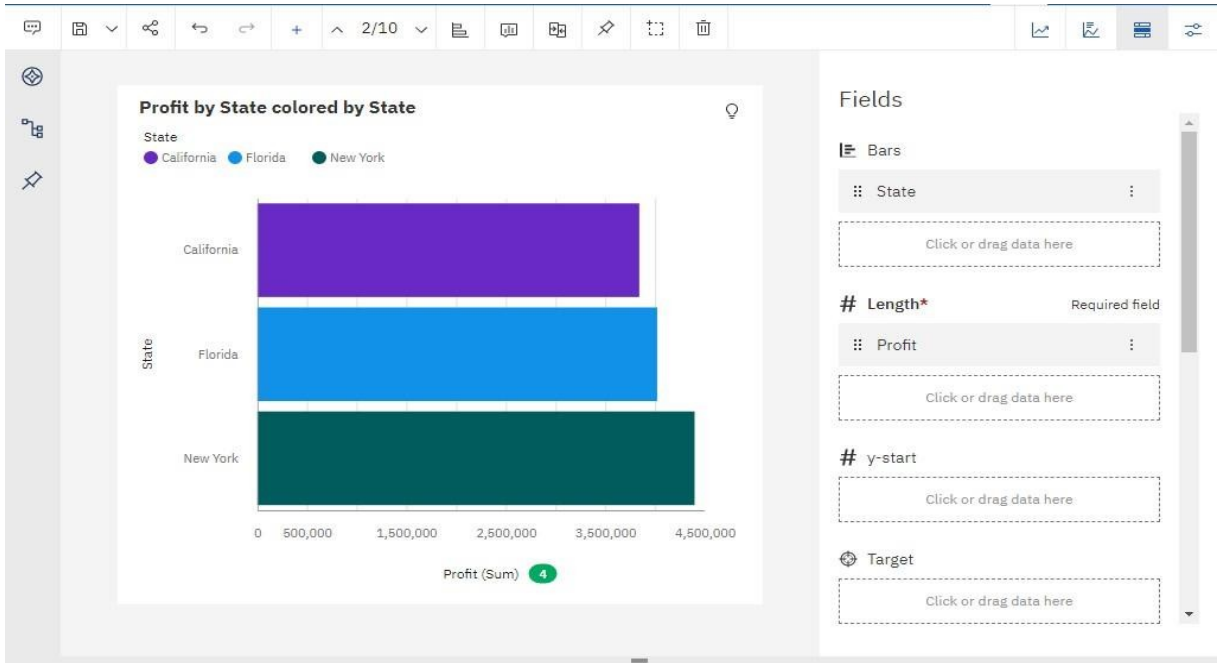 2/10
Profit by State colored by State
State
California Florida New York
California
Florida
New York
State
0 500,000 1,500,000 2,500,000 3,500,000 4,500,000
Profit (Sum) 4
Fields
Bars
State
Click or drag data here
# Length* Required field
Profit
Click or drag data here
# y-start
Click or drag data here
Target
Click or drag data here